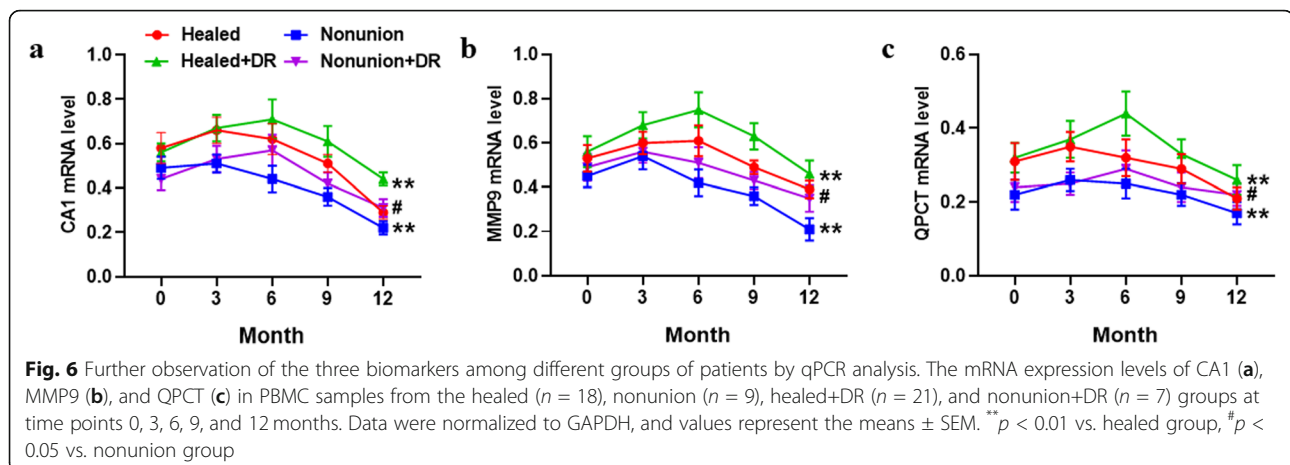 a
Healed
Nonunion
Healed+DR
Nonunion+DR
CA1 mRNA level
1.0
0.8
0.6
0.4
0.2
0.0
0 3 6 9 12
Month
**
#
**
b
MMP9 mRNA level
1.0
0.8
0.6
0.4
0.2
0.0
0 3 6 9 12
Month
**
#
**
c
QPCT mRNA level
0.6
0.4
0.2
0.0
0 3 6 9 12
Month
**
#
**
Fig. 6 Further observation of the three biomarkers among different groups of patients by qPCR analysis. The mRNA expression levels of CA1 (a),
MMP9 (b), and QPCT (c) in PBMC samples from the healed (n = 18), nonunion (n = 9), healed+DR (n = 21), and nonunion+DR (n = 7) groups at
time points 0, 3, 6, 9, and 12 months. Data were normalized to GAPDH, and values represent the means ± SEM. **p < 0.01 vs. healed group, #p <
0.05 vs. nonunion group